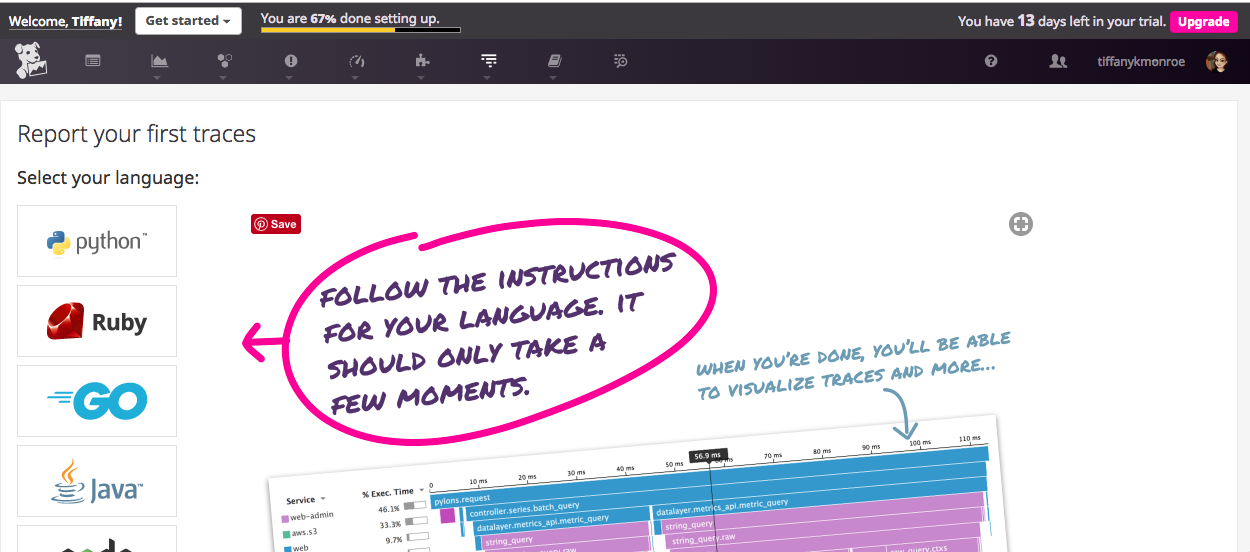 Welcome, Tiffany!
Get started
You are 67% done setting up.
You have 13 days left in your trial.
Upgrade
tiffanykmonroe
Report your first traces
Select your language:
python™
Ruby
GO
Java™
Save
FOLLOW THE INSTRUCTIONS
FOR YOUR LANGUAGE. IT
SHOULD ONLY TAKE A
FEW MOMENTS.
WHEN YOU'RE DONE, YOU'LL BE ABLE
TO VISUALIZE TRACES AND MORE...
56.9 ms
0 10 ms 20 ms 30 ms 40 ms 50 ms 70 ms 80 ms 90 ms 100 ms 110 ms
Service % Exec. Time
web-admin 46.1%
aws.s3 33.3%
web 9.7%
pylons.request
controller.series.batch_query
datalayer.metrics_api.metric_query
string_query
datalayer.metrics_api.metric_query
string_query
string_query.raw